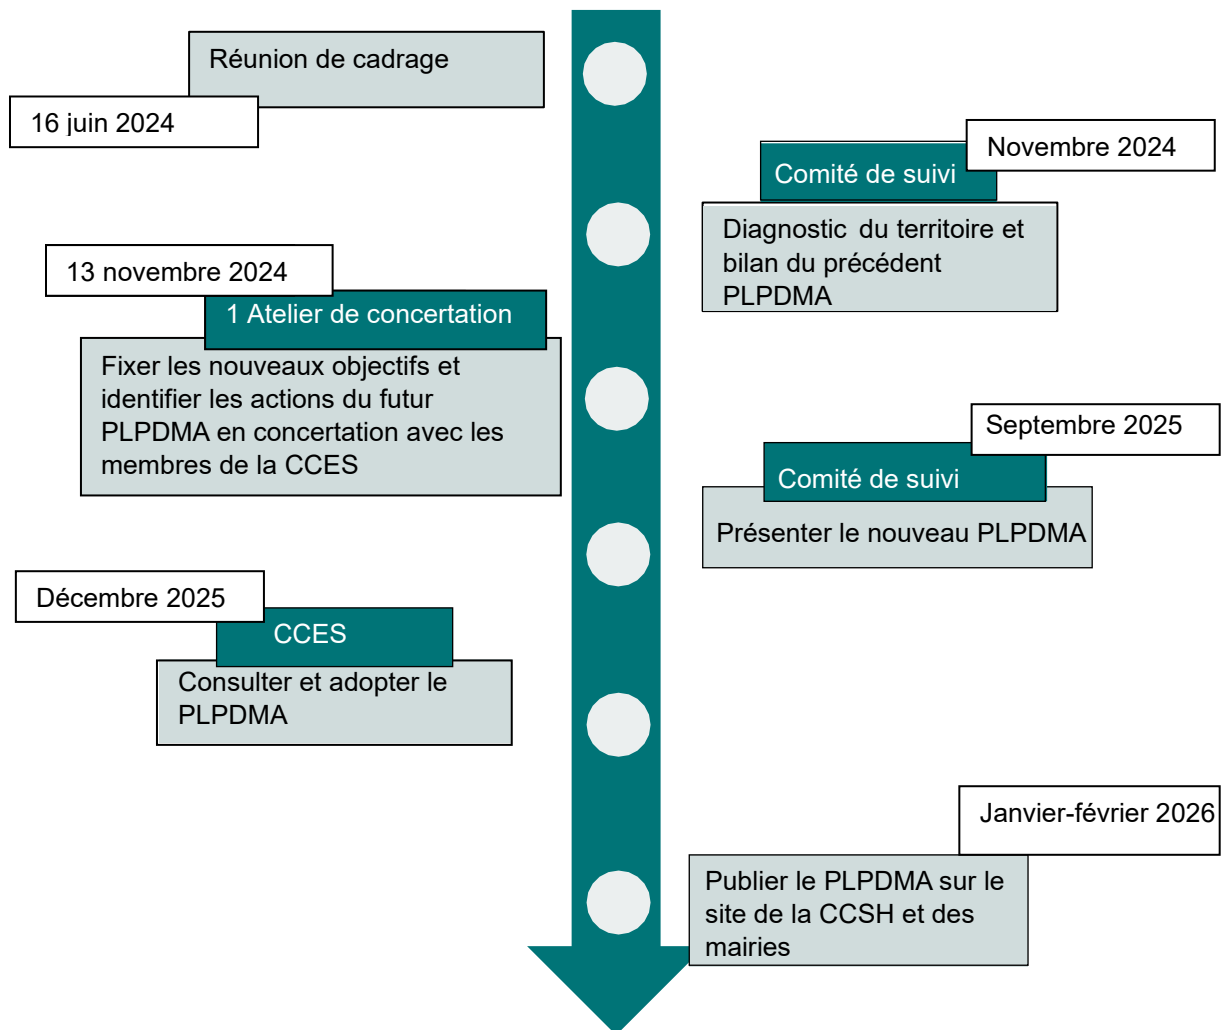 Réunion de cadrage
16 juin 2024
Novembre 2024
Comité de suivi
Diagnostic du territoire et
bilan du précédent
PLPDMA
13 novembre 2024
1 Atelier de concertation
Fixer les nouveaux objectifs et
identifier les actions du futur
PLPDMA en concertation avec les
membres de la CCES
Septembre 2025
Comité de suivi
Présenter le nouveau PLPDMA
Décembre 2025
CCES
Consulter et adopter le
PLPDMA
Janvier-février 2026
Publier le PLPDMA sur le
site de la CCSH et des
mairies